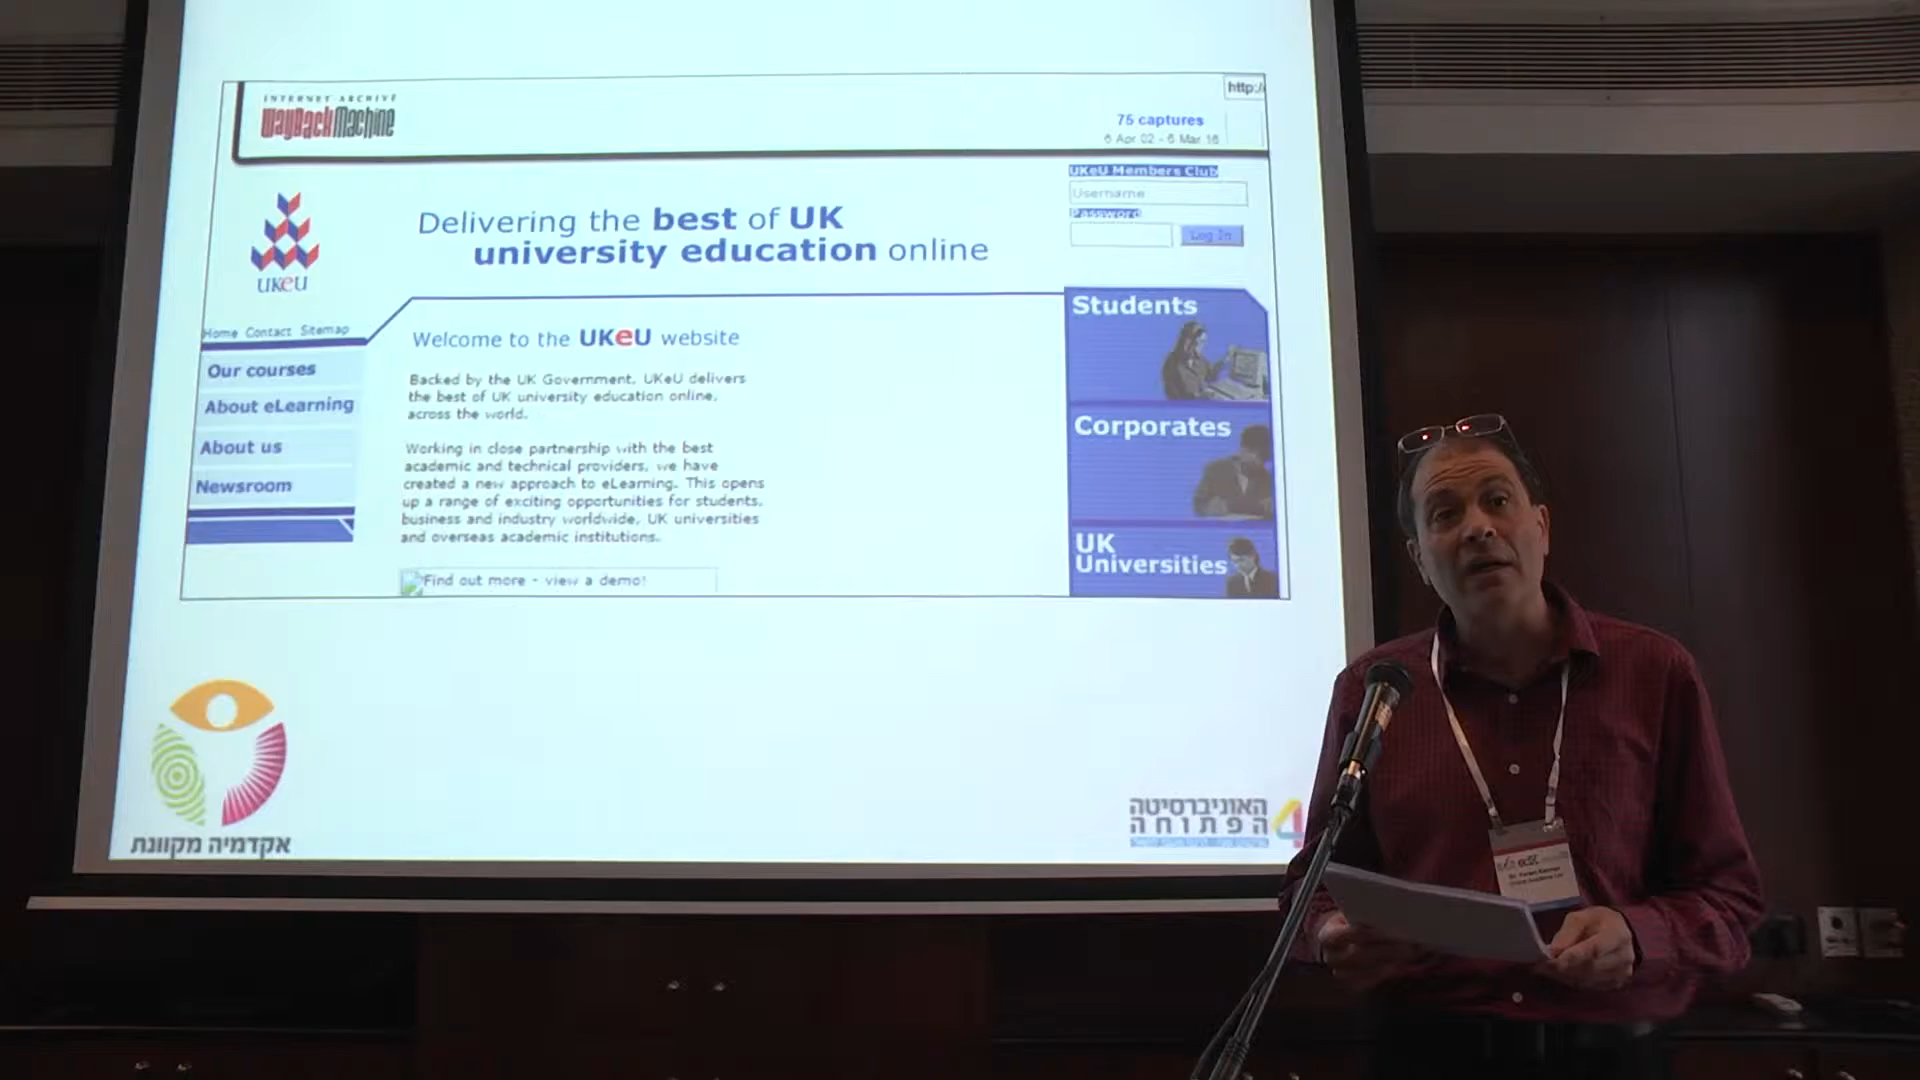 INTERNET ARCHIVE
WayBackMachine
http:/
75 captures
6 Apr 02 - 6 Mar 16
UKeU Members Club
Username
Password
Log In
UKeU
Delivering the best of UK
university education online
Home Contact Sitemap
Our courses
About eLearning
About us
Newsroom
Welcome to the UKeU website
Backed by the UK Government, UKeU delivers
the best of UK university education online,
across the world.
Working in close partnership with the best
academic and technical providers, we have
created a new approach to eLearning. This opens
up a range of exciting opportunities for students,
business and industry worldwide, UK universities
and overseas academic institutions.
Find out more - view a demo!
Students
Corporates
UK
Universities
אקדמיה מקוונת
האוניברסיטה
הפתוחה